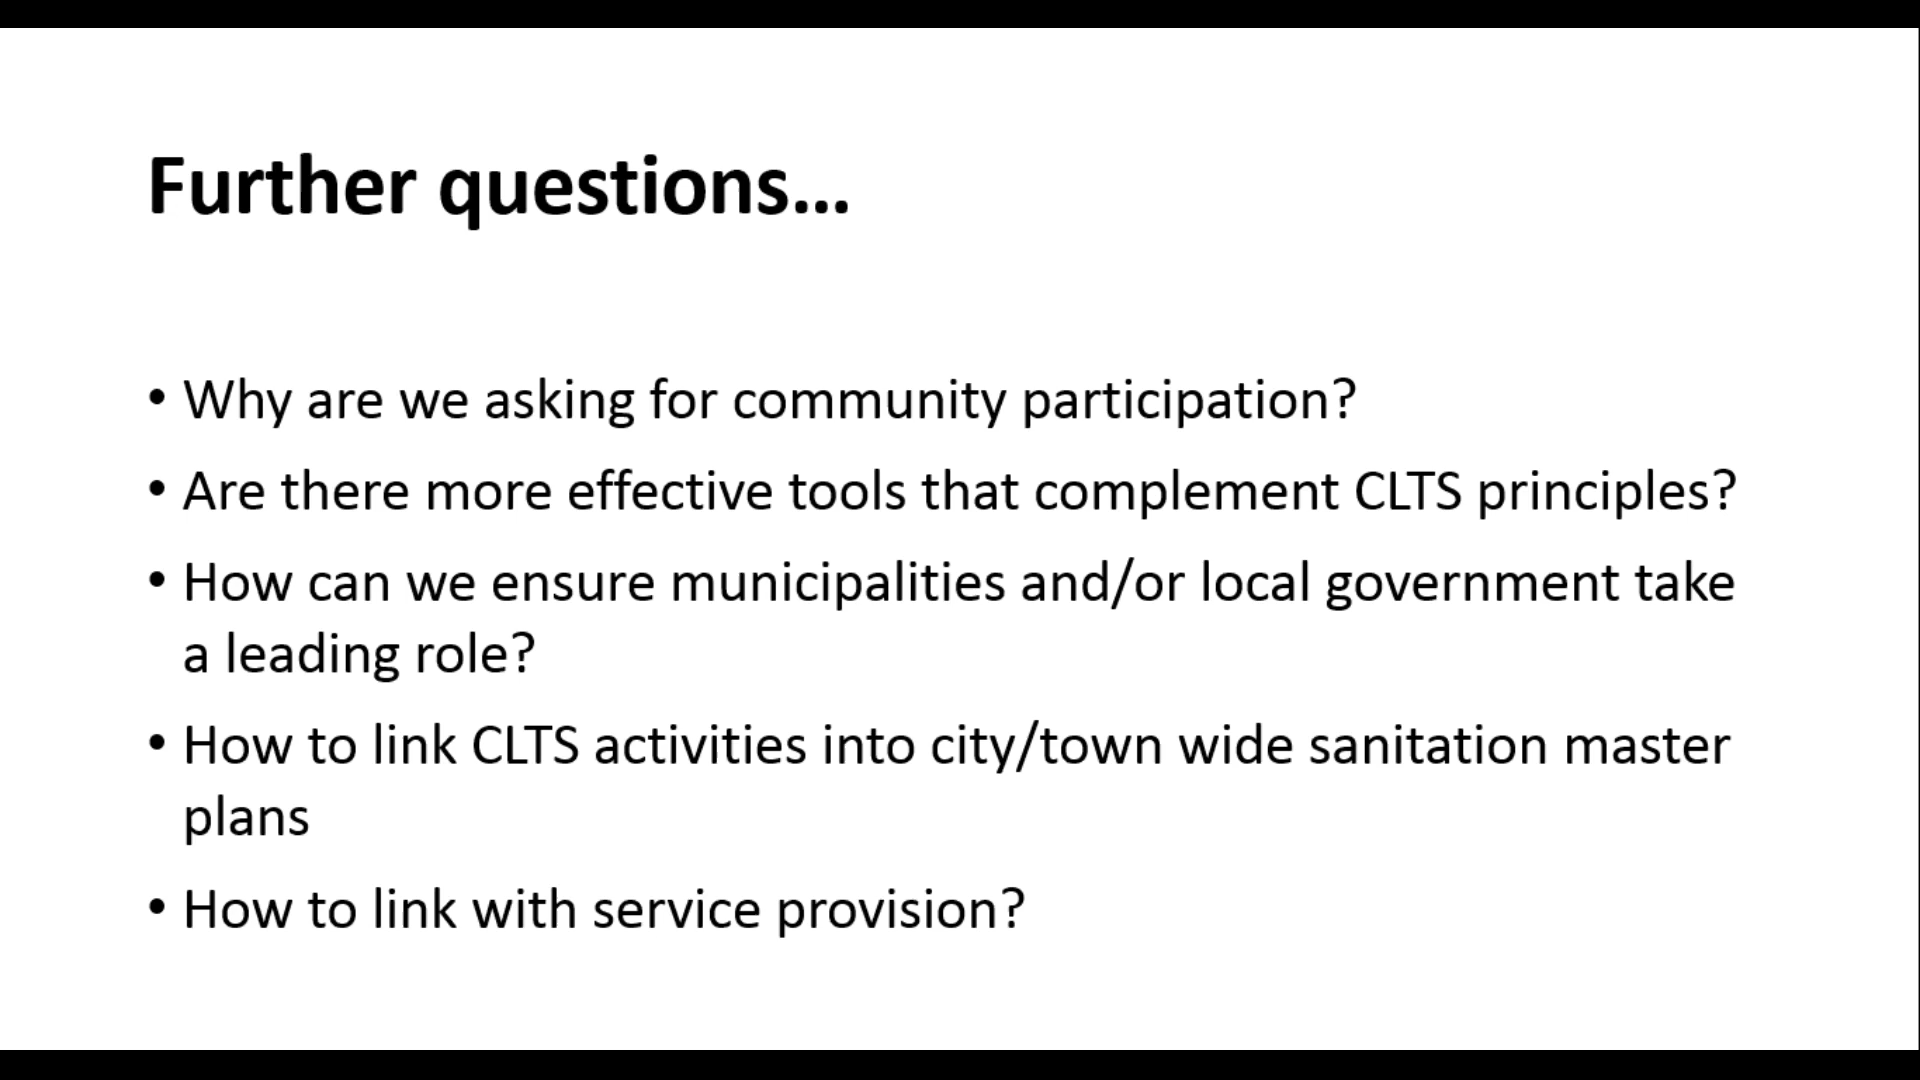 Further questions...
• Why are we asking for community participation?
• Are there more effective tools that complement CLTS principles?
• How can we ensure municipalities and/or local government take
a leading role?
• How to link CLTS activities into city/town wide sanitation master
plans
• How to link with service provision?